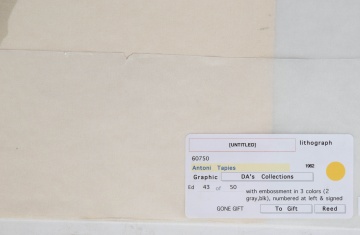 [UNTITLED] lithograph
60750
Antoni Tapies 1982
Graphic DA's Collections
Ed 43 of 50 with embossment in 3 colors (2
gray,blk), numbered at left & signed
GONE GIFT To Gift Reed